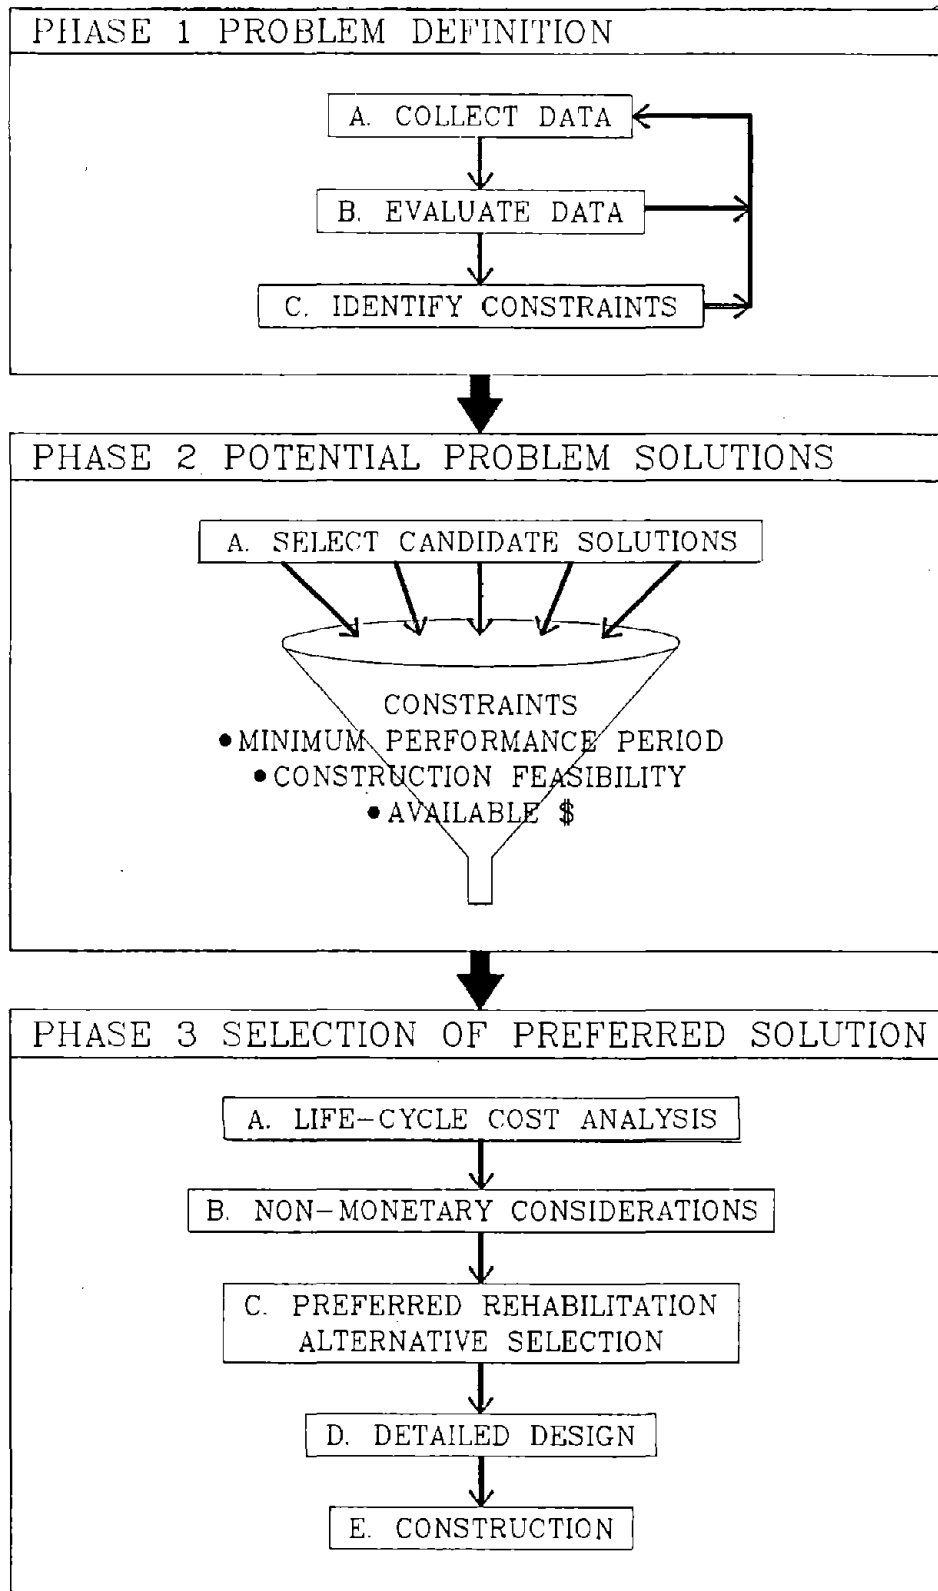 PHASE 1 PROBLEM DEFINITION
A. COLLECT DATA
B. EVALUATE DATA
C. IDENTIFY CONSTRAINTS
PHASE 2 POTENTIAL PROBLEM SOLUTIONS
A. SELECT CANDIDATE SOLUTIONS
CONSTRAINTS
• MINIMUM PERFORMANCE PERIOD
• CONSTRUCTION FEASIBILITY
• AVAILABLE $
PHASE 3 SELECTION OF PREFERRED SOLUTION
A. LIFE-CYCLE COST ANALYSIS
B. NON-MONETARY CONSIDERATIONS
C. PREFERRED REHABILITATION
ALTERNATIVE SELECTION
D. DETAILED DESIGN
E. CONSTRUCTION